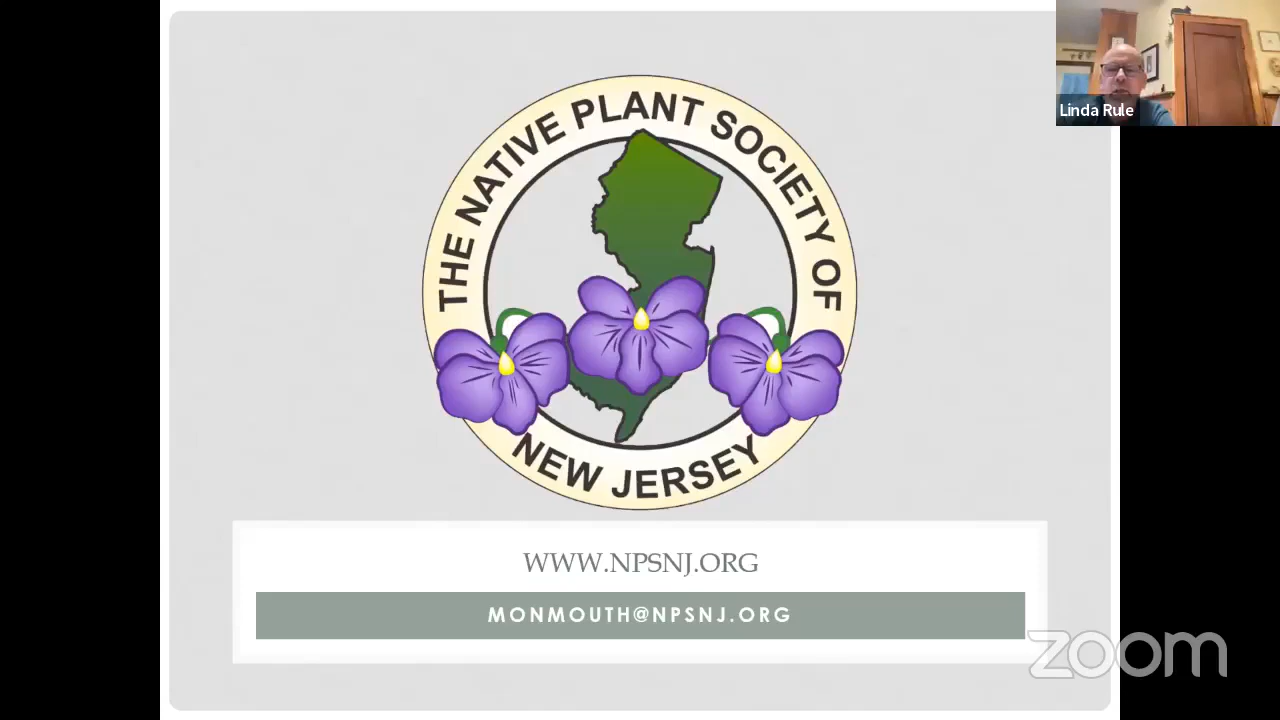 THE NATIVE PLANT SOCIETY OF
NEW JERSEY
WWW.NPSNJ.ORG
MONMOUTH@NPSNJ.ORG
Linda Rule
zoom